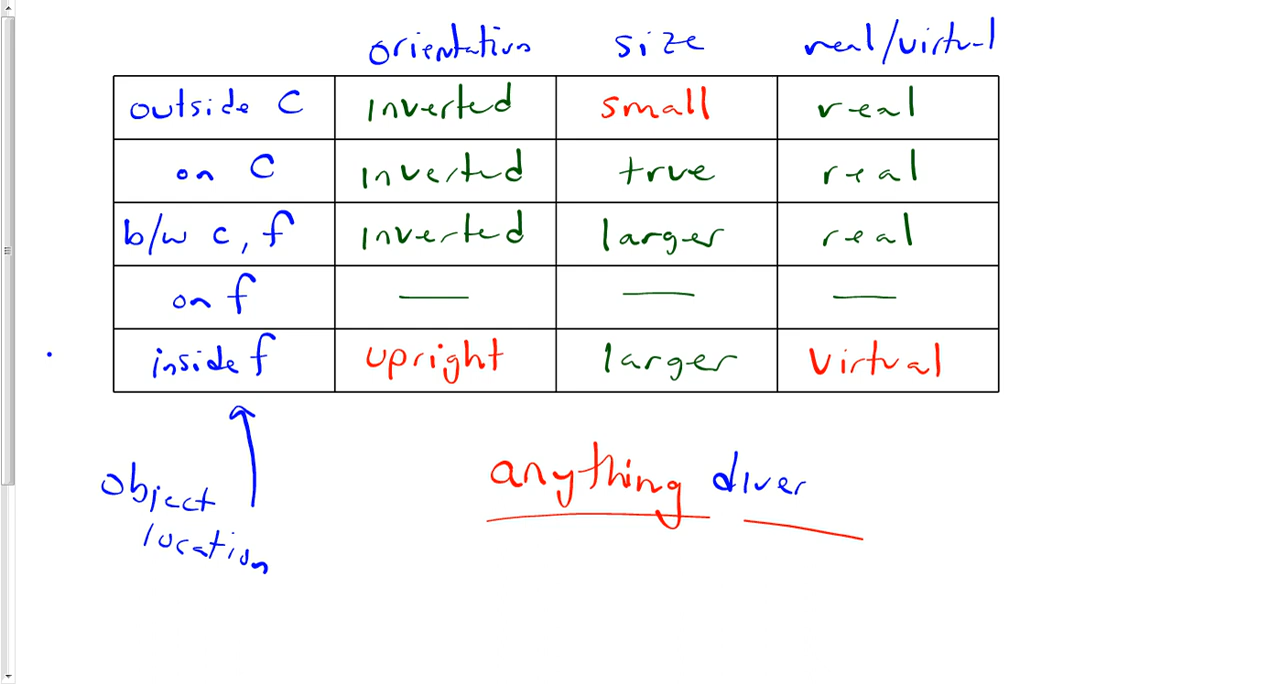 orientation size real/virtual
outside C inverted small real
on C inverted true real
b/w c, f inverted larger real
on f — — —
inside f upright larger virtual
object
location
anything diver